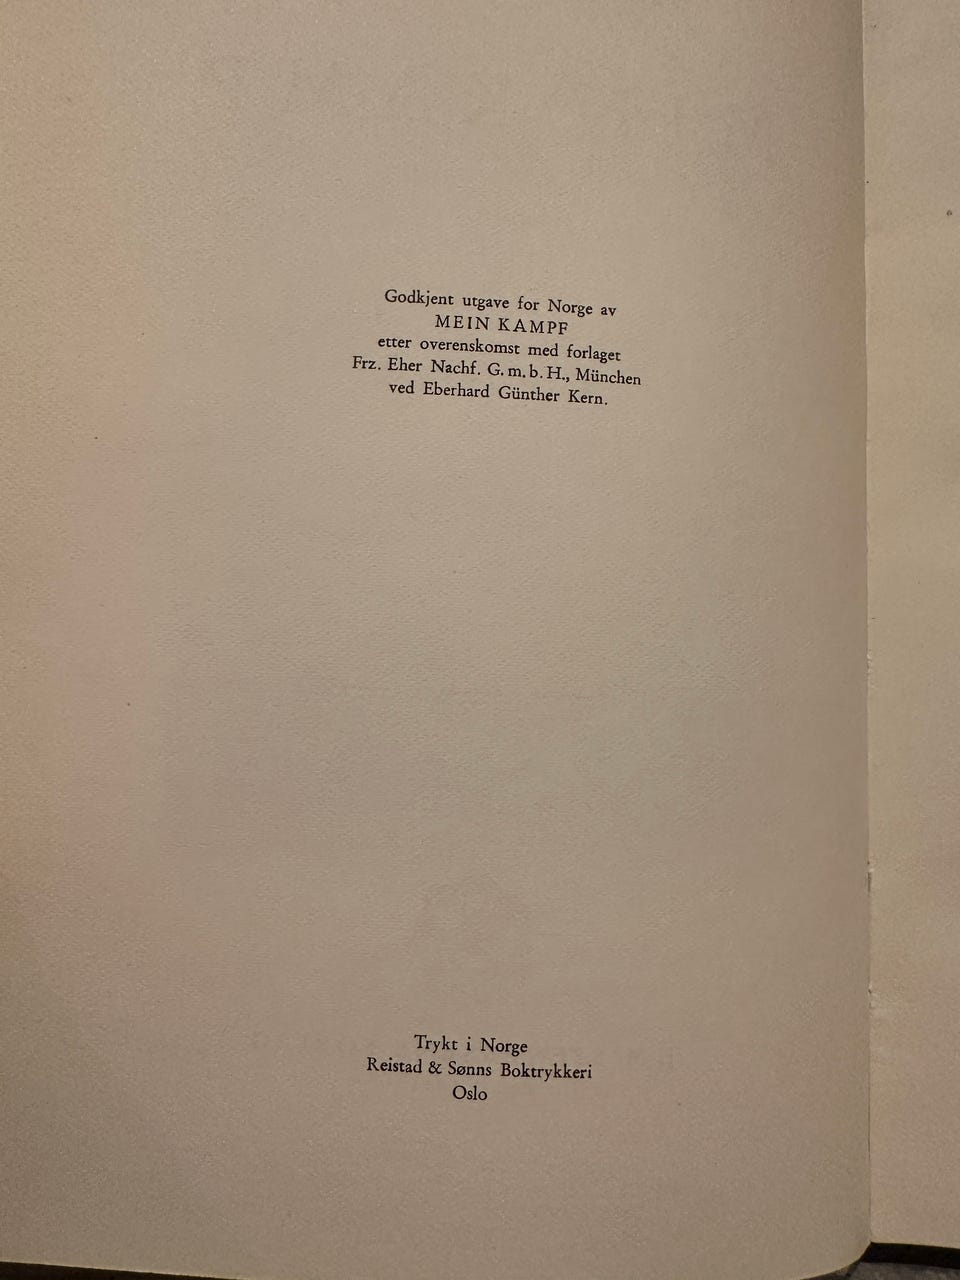 Godkjent utgave for Norge av
MEIN KAMPF
etter overenskomst med forlaget
Frz. Eher Nachf. G.m.b.H., München
ved Eberhard Günther Kern.
Trykt i Norge
Reistad & Sønns Boktrykkeri
Oslo